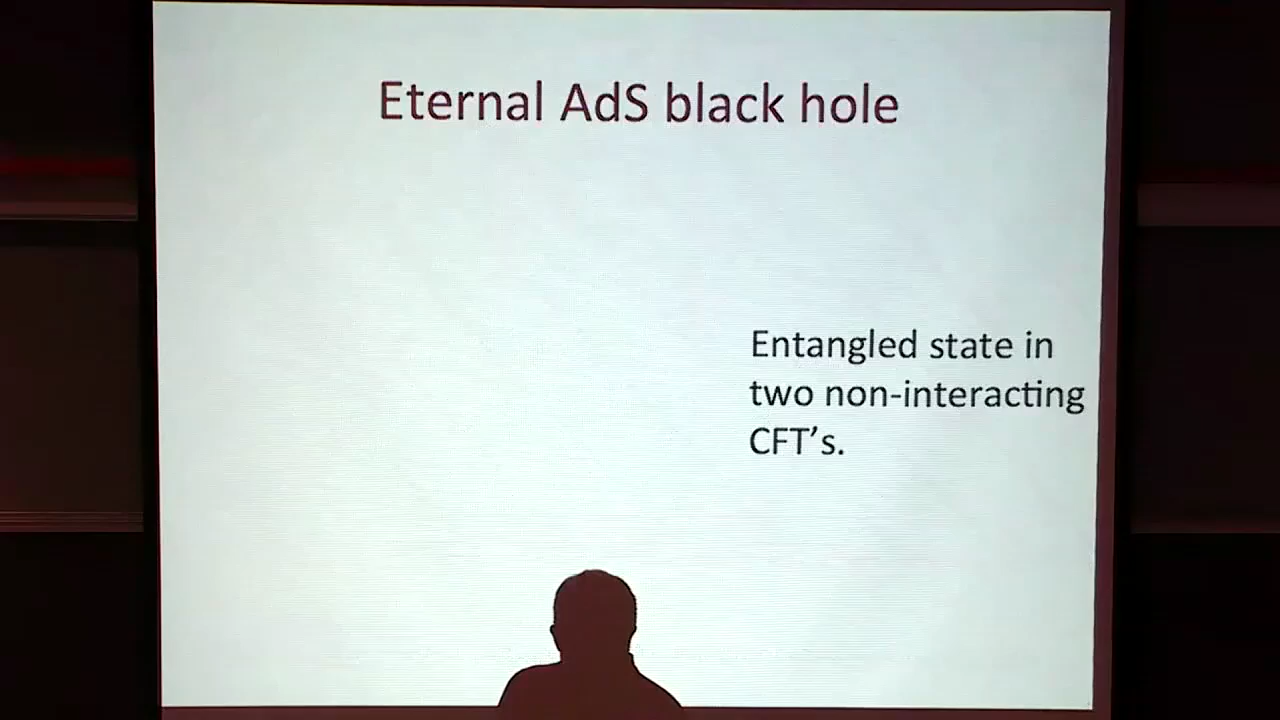 Eternal AdS black hole
Entangled state in
two non-interacting
CFT’s.